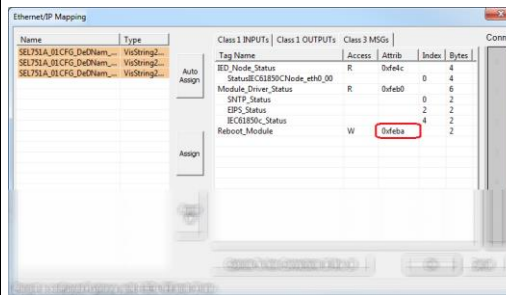 Ethernet/IP Mapping
Name Type
SEL751A_01CFG_DeDNam_... VisString2...
SEL751A_01CFG_DeDNam_... VisString2...
SEL751A_01CFG_DeDNam_... VisString2...
Auto
Assign
Assign
Class 1 INPUTs Class 1 OUTPUTs Class 3 MSGs
Conn
Tag Name Access Attrib Index Bytes
IED_Node_Status R 0xfe4c 4
StatusIEC61850CNode_eth0_00 0 4
Module_Driver_Status R 0xfeb0 6
SNTP_Status 0 2
EIPS_Status 2 2
IEC61850c_Status 4 2
Reboot_Module W 0xfeba 2